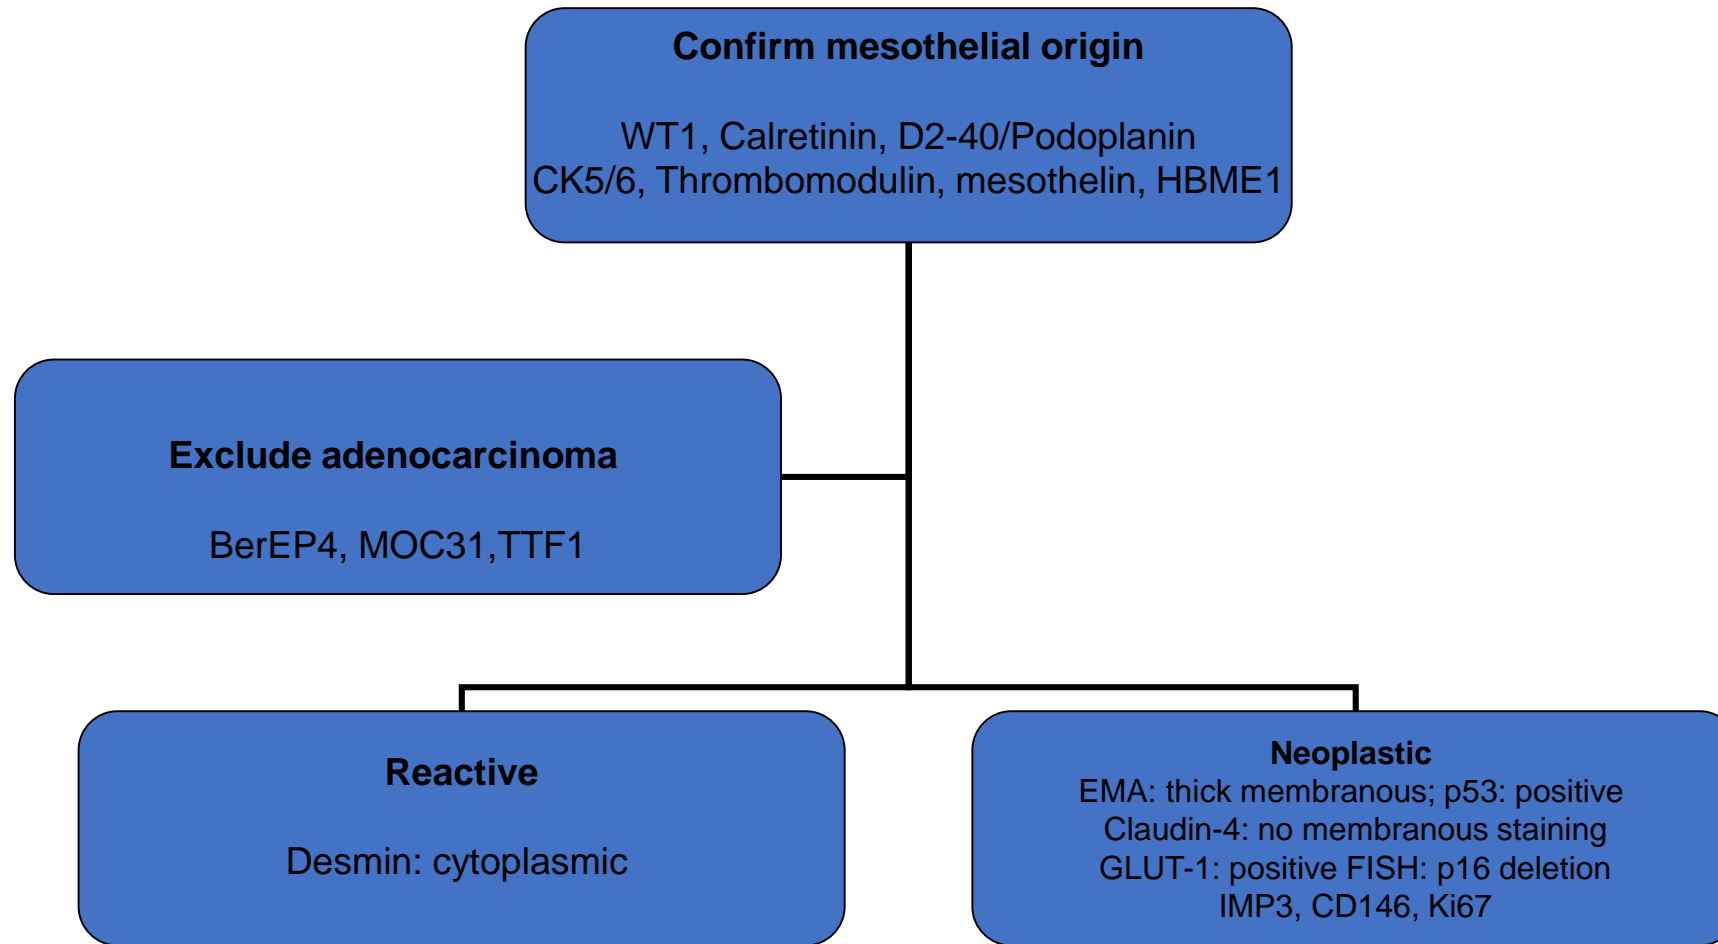 Confirm mesothelial origin
WT1, Calretinin, D2-40/Podoplanin
CK5/6, Thrombomodulin, mesothelin, HBME1
Exclude adenocarcinoma
BerEP4, MOC31,TTF1
Reactive
Desmin: cytoplasmic
Neoplastic
EMA: thick membranous; p53: positive
Claudin-4: no membranous staining
GLUT-1: positive FISH: p16 deletion
IMP3, CD146, Ki67